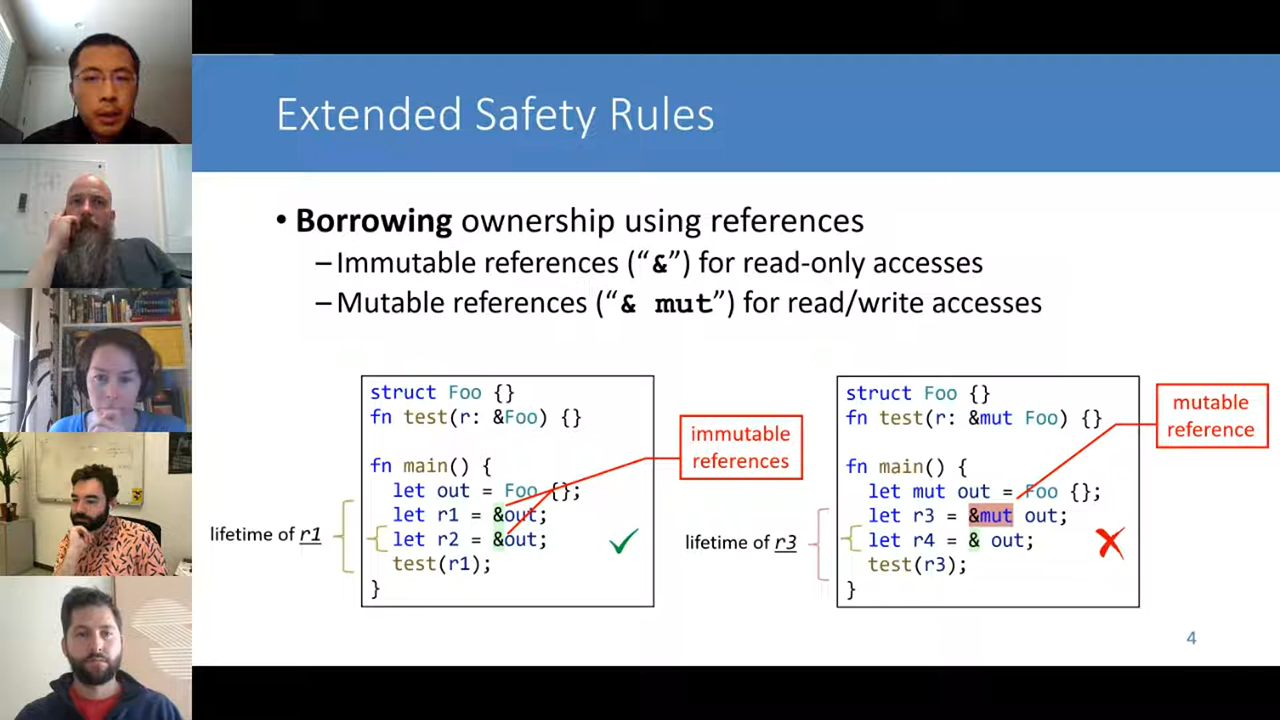 Extended Safety Rules
• Borrowing ownership using references
–Immutable references (“&”) for read-only accesses
–Mutable references (“& mut”) for read/write accesses
struct Foo {}
fn test(r: &Foo) {}
fn main() {
let out = Foo {};
let r1 = &out;
let r2 = &out;
test(r1);
}
immutable
references
lifetime of r1
struct Foo {}
fn test(r: &mut Foo) {}
fn main() {
let mut out = Foo {};
let r3 = &mut out;
let r4 = & out;
test(r3);
}
mutable
reference
lifetime of r3
4